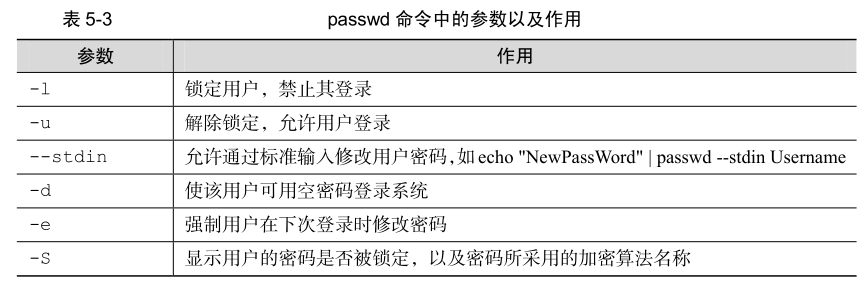 表 5-3 passwd 命令中的参数以及作用
参数 作用
-l 锁定用户，禁止其登录
-u 解除锁定，允许用户登录
--stdin 允许通过标准输入修改用户密码，如 echo "NewPassWord" | passwd --stdin Username
-d 使该用户可用空密码登录系统
-e 强制用户在下次登录时修改密码
-S 显示用户的密码是否被锁定，以及密码所采用的加密算法名称